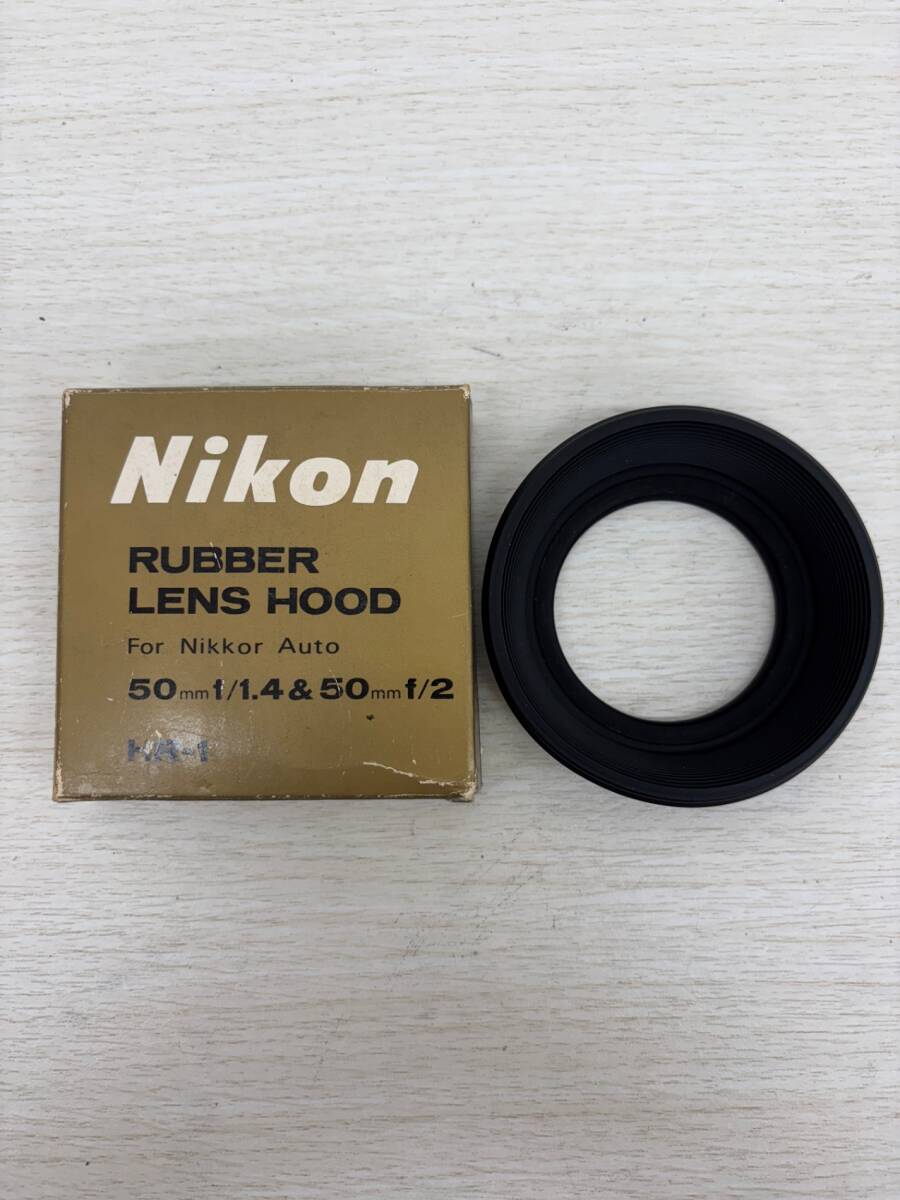 Nikon
RUBBER
LENS HOOD
For Nikkor Auto
50mm f/1.4 & 50mm f/2
HR-1